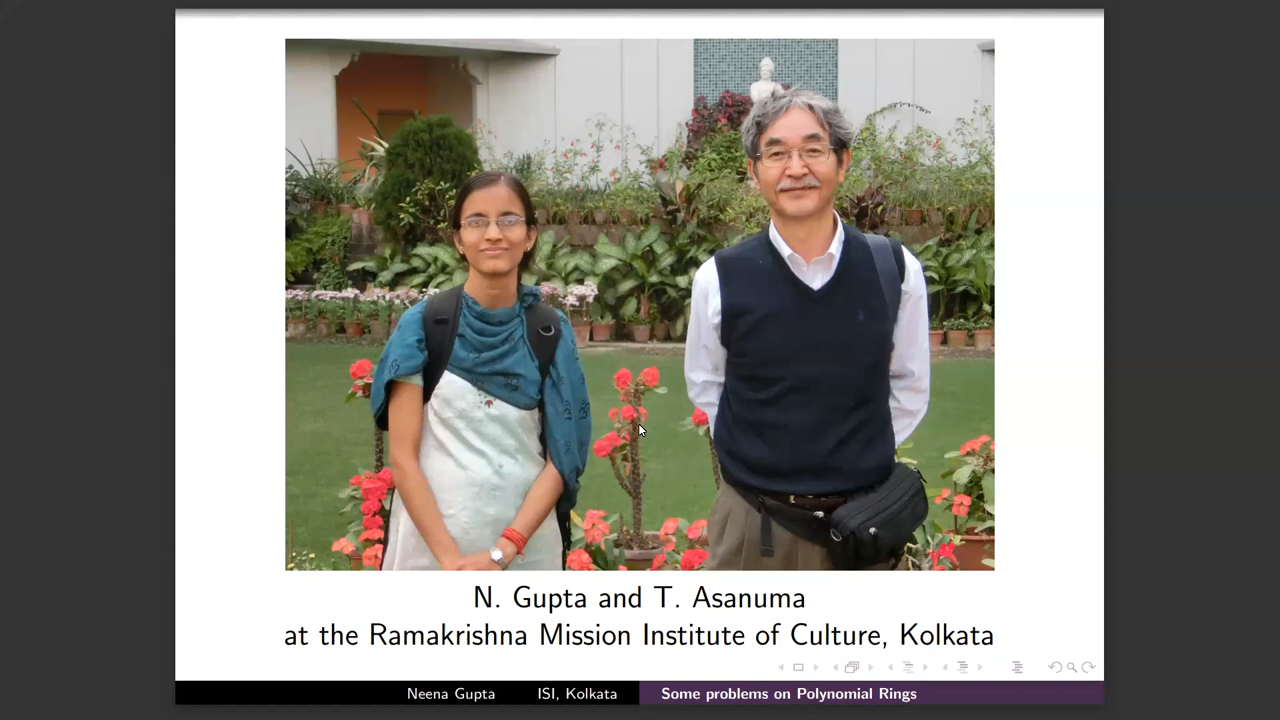 N. Gupta and T. Asanuma
at the Ramakrishna Mission Institute of Culture, Kolkata
Neena Gupta ISI, Kolkata Some problems on Polynomial Rings